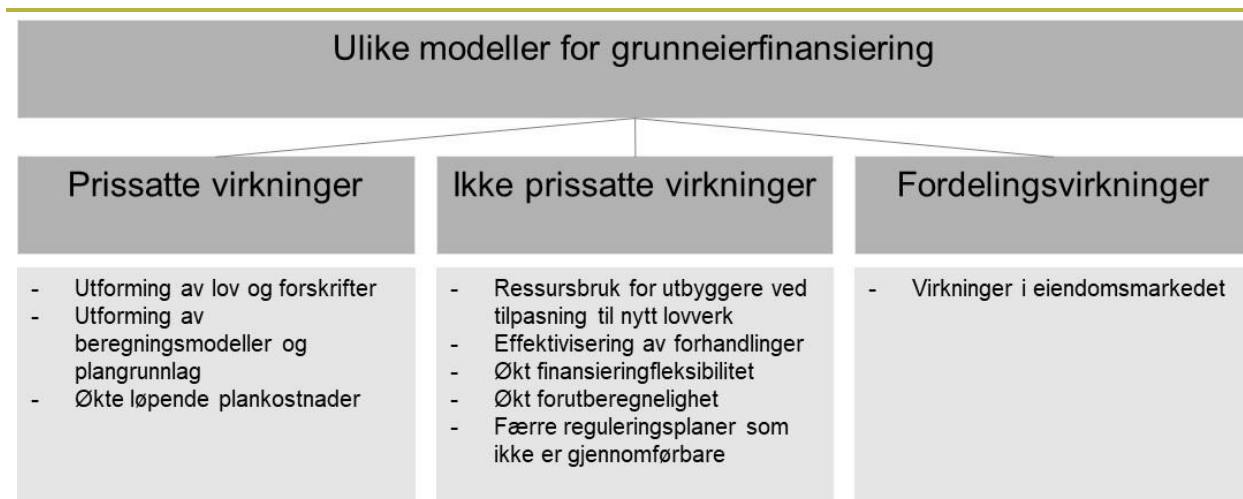 Ulike modeller for grunneierfinansiering
Prissatte virkninger
- Utforming av lov og forskrifter
- Utforming av
beregningsmodeller og
plangrunnlag
- Økte løpende plankostnader
Ikke prissatte virkninger
- Ressursbruk for utbyggere ved
tilpasning til nytt lovverk
- Effektivisering av forhandlinger
- Økt finansieringfleksibilitet
- Økt forutberegnelighet
- Færre reguleringsplaner som
ikke er gjennomførbare
Fordelingsvirkninger
- Virkninger i eiendomsmarkedet